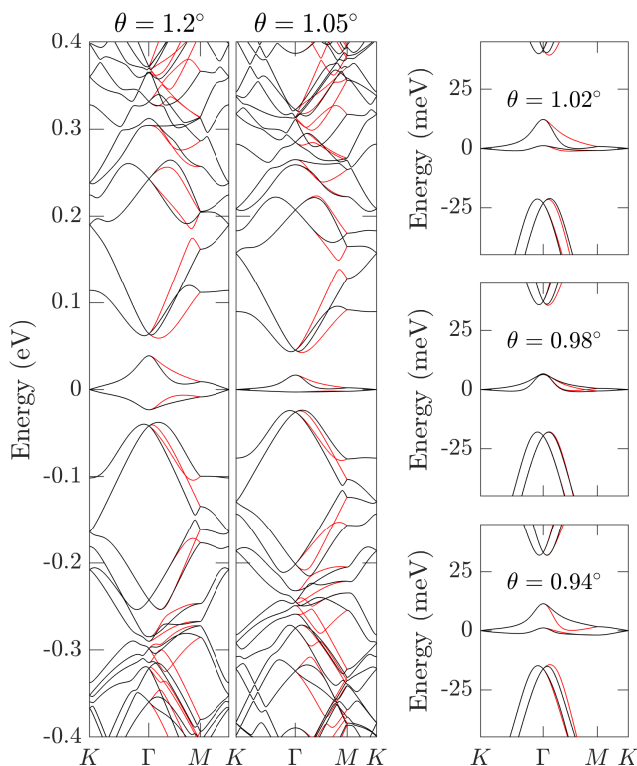 θ = 1.2°
θ = 1.05°
Energy (eV)
0.4
0.3
0.2
0.1
0
-0.1
-0.2
-0.3
-0.4
K Γ M
K Γ M K
Energy (meV)
25
0
-25
θ = 1.02°
Energy (meV)
25
0
-25
θ = 0.98°
Energy (meV)
25
0
-25
θ = 0.94°
K Γ M K